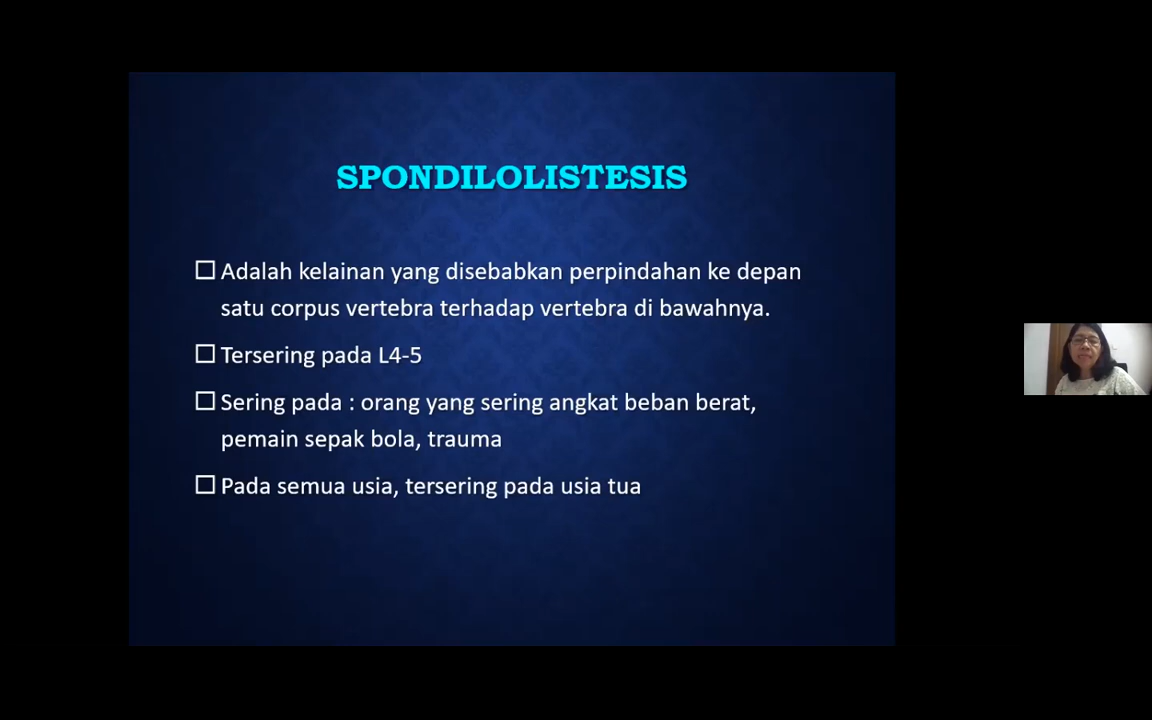 SPONDILOLISTESIS
Adalah kelainan yang disebabkan perpindahan ke depan
satu corpus vertebra terhadap vertebra di bawahnya.
Tersering pada L4-5
Sering pada : orang yang sering angkat beban berat,
pemain sepak bola, trauma
Pada semua usia, tersering pada usia tua